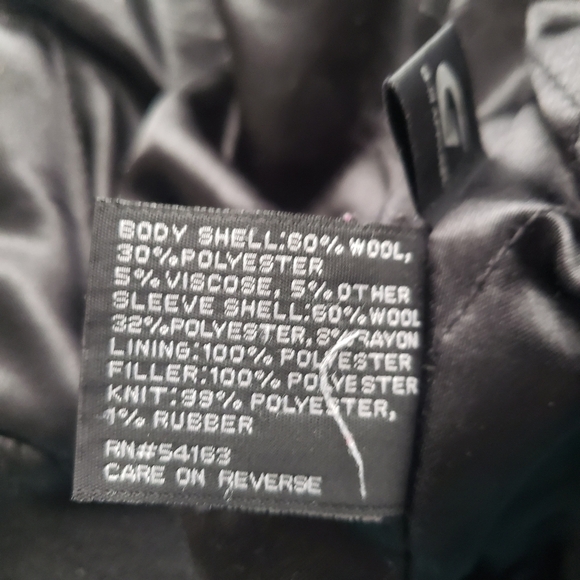 BODY SHELL:60% WOOL,
30%POLYESTER
5%VISCOSE, 5%OTHER
SLEEVE SHELL:60%WOOL
32%POLYESTER,8%RAYON
LINING:100% POLYESTER
FILLER:100% POLYESTER
KNIT:99% POLYESTER,
1% RUBBER
RN#54163
CARE ON REVERSE